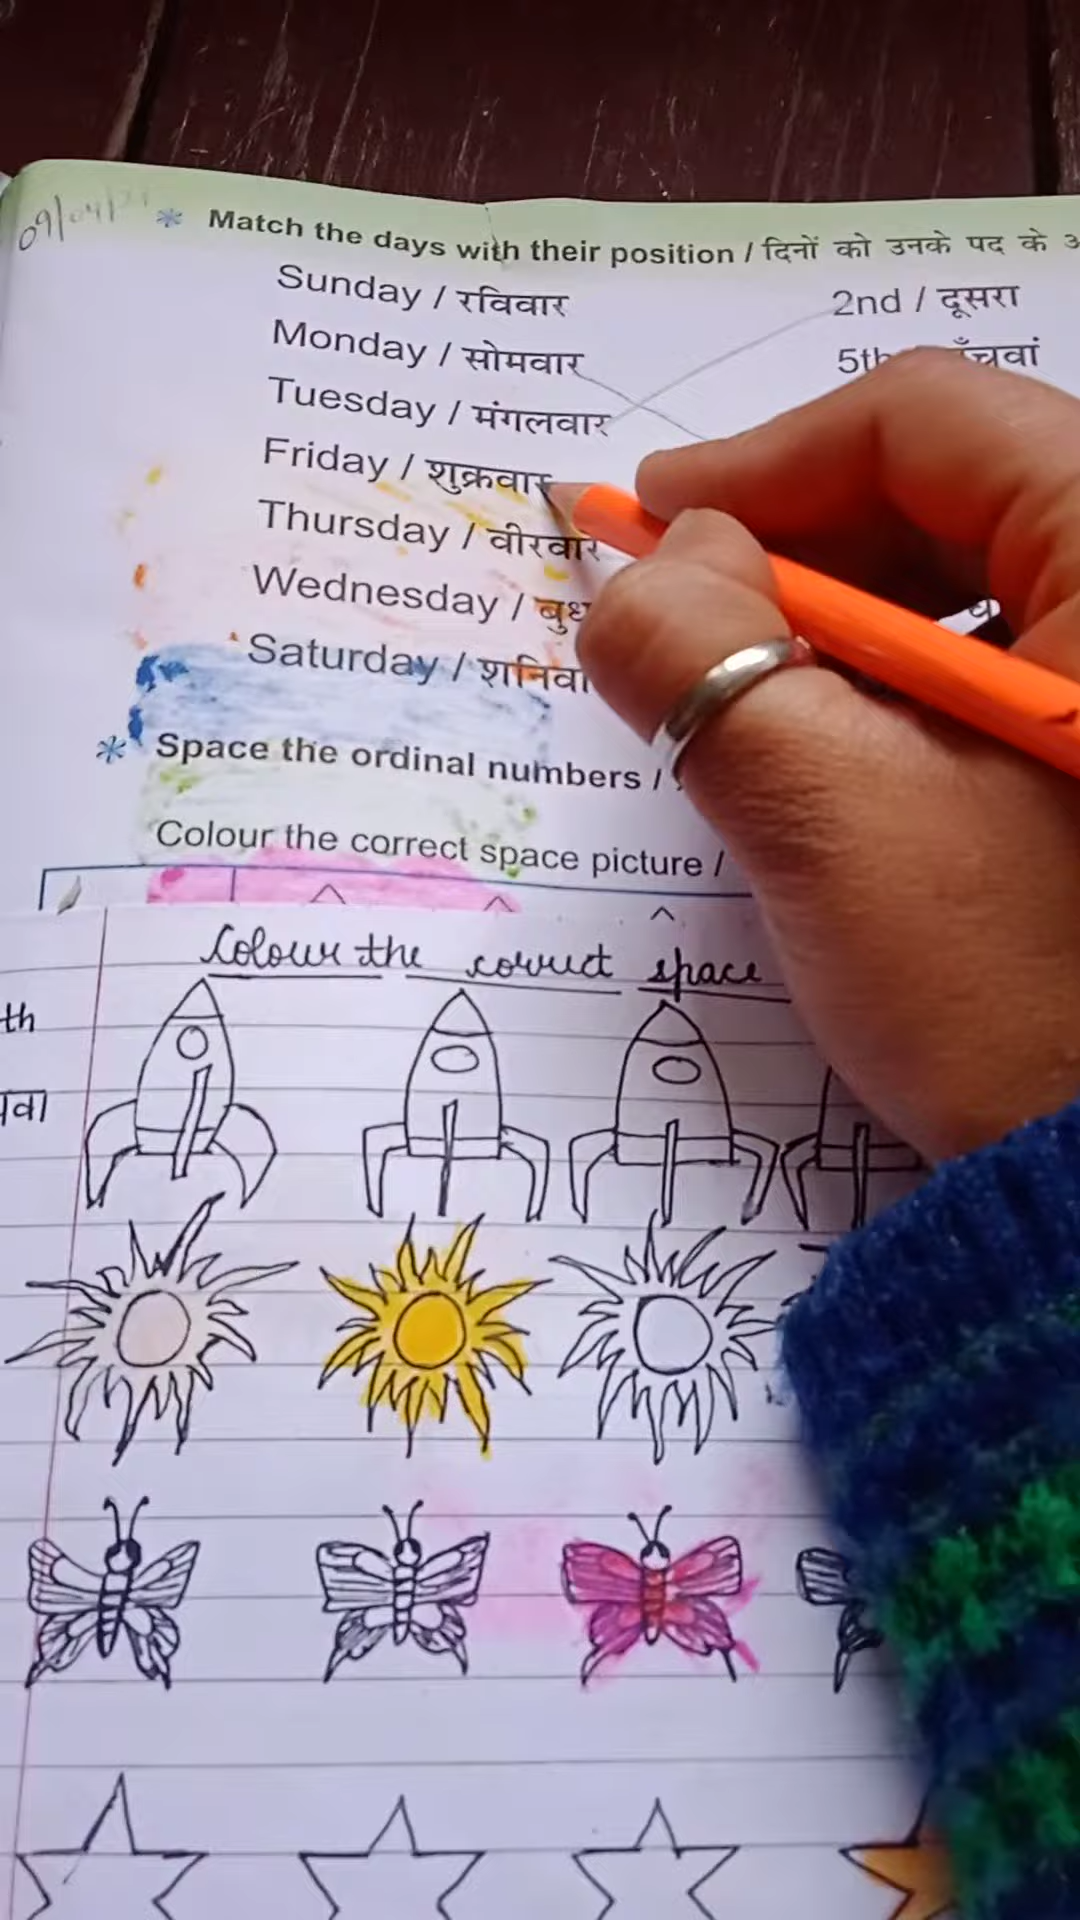 09/04/
* Match the days with their position / दिनों को उनके पद के
Sunday / रविवार
2nd / दूसरा
Monday / सोमवार
5th
Tuesday / मंगलवार
Friday / शुक्रवार
Thursday / वीरवार
Wednesday / बुध
Saturday / शनिवा
* Space the ordinal numbers /
Colour the correct space picture /
Colour the correct space
th